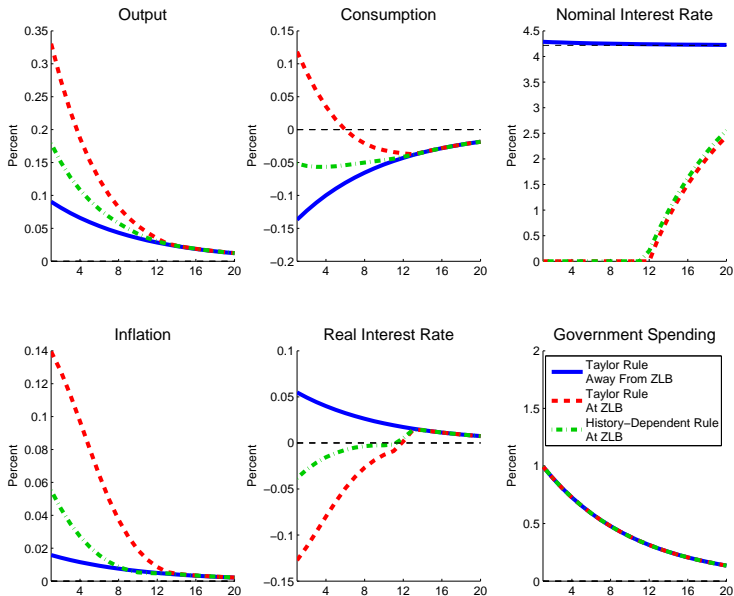 Output
Consumption
Nominal Interest Rate
0.35
0.3
0.25
0.2
0.15
0.1
0.05
0
Percent
4 8 12 16 20
0.15
0.1
0.05
0
−0.05
−0.1
−0.15
−0.2
Percent
4 8 12 16 20
4.5
4
3.5
3
2.5
2
1.5
1
0.5
0
Percent
4 8 12 16 20
Inflation
Real Interest Rate
Government Spending
0.14
0.12
0.1
0.08
0.06
0.04
0.02
0
Percent
4 8 12 16 20
0.1
0.05
0
−0.05
−0.1
−0.15
Percent
4 8 12 16 20
2
1.5
1
0.5
0
Percent
4 8 12 16 20
Taylor Rule
Away From ZLB
Taylor Rule
At ZLB
History−Dependent Rule
At ZLB